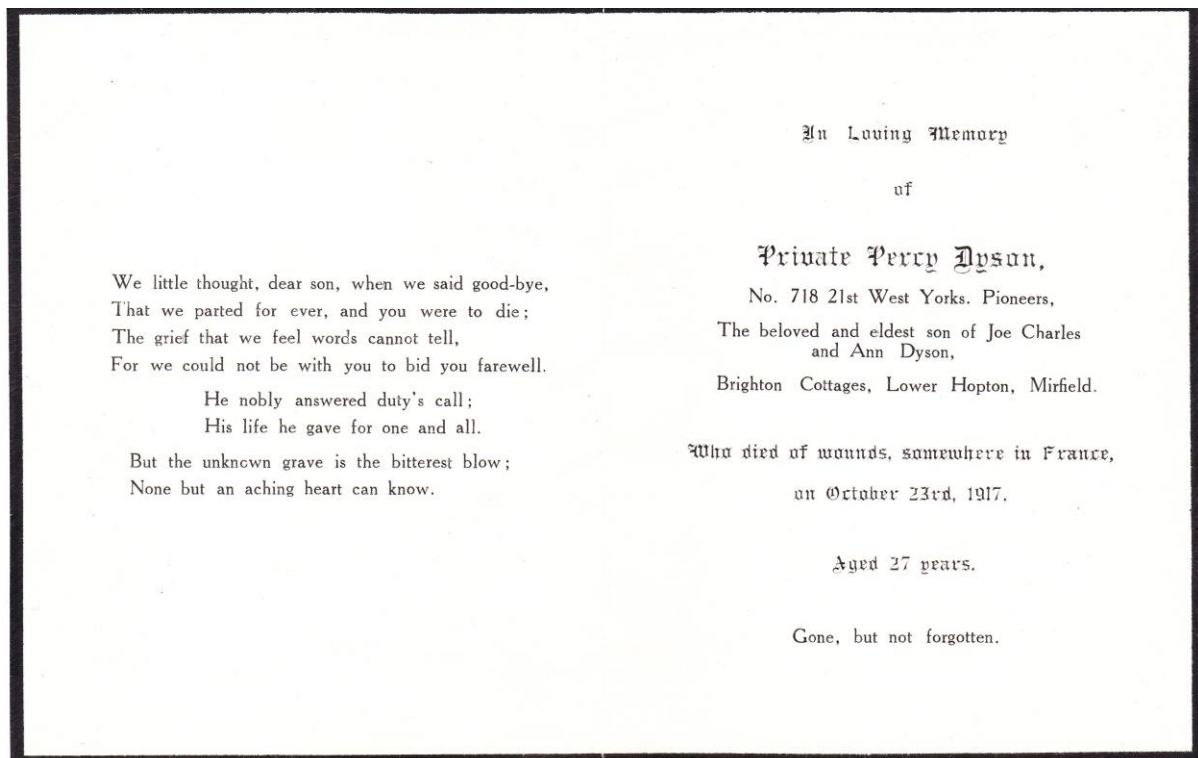 We little thought, dear son, when we said good-bye,
That we parted for ever, and you were to die;
The grief that we feel words cannot tell,
For we could not be with you to bid you farewell.
He nobly answered duty's call;
His life he gave for one and all.
But the unknown grave is the bitterest blow;
None but an aching heart can know.
In Loving Memory
of
Private Percy Dyson,
No. 718 21st West Yorks. Pioneers,
The beloved and eldest son of Joe Charles
and Ann Dyson,
Brighton Cottages, Lower Hopton, Mirfield.
Who died of wounds, somewhere in France,
on October 23rd, 1917.
Aged 27 years.
Gone, but not forgotten.